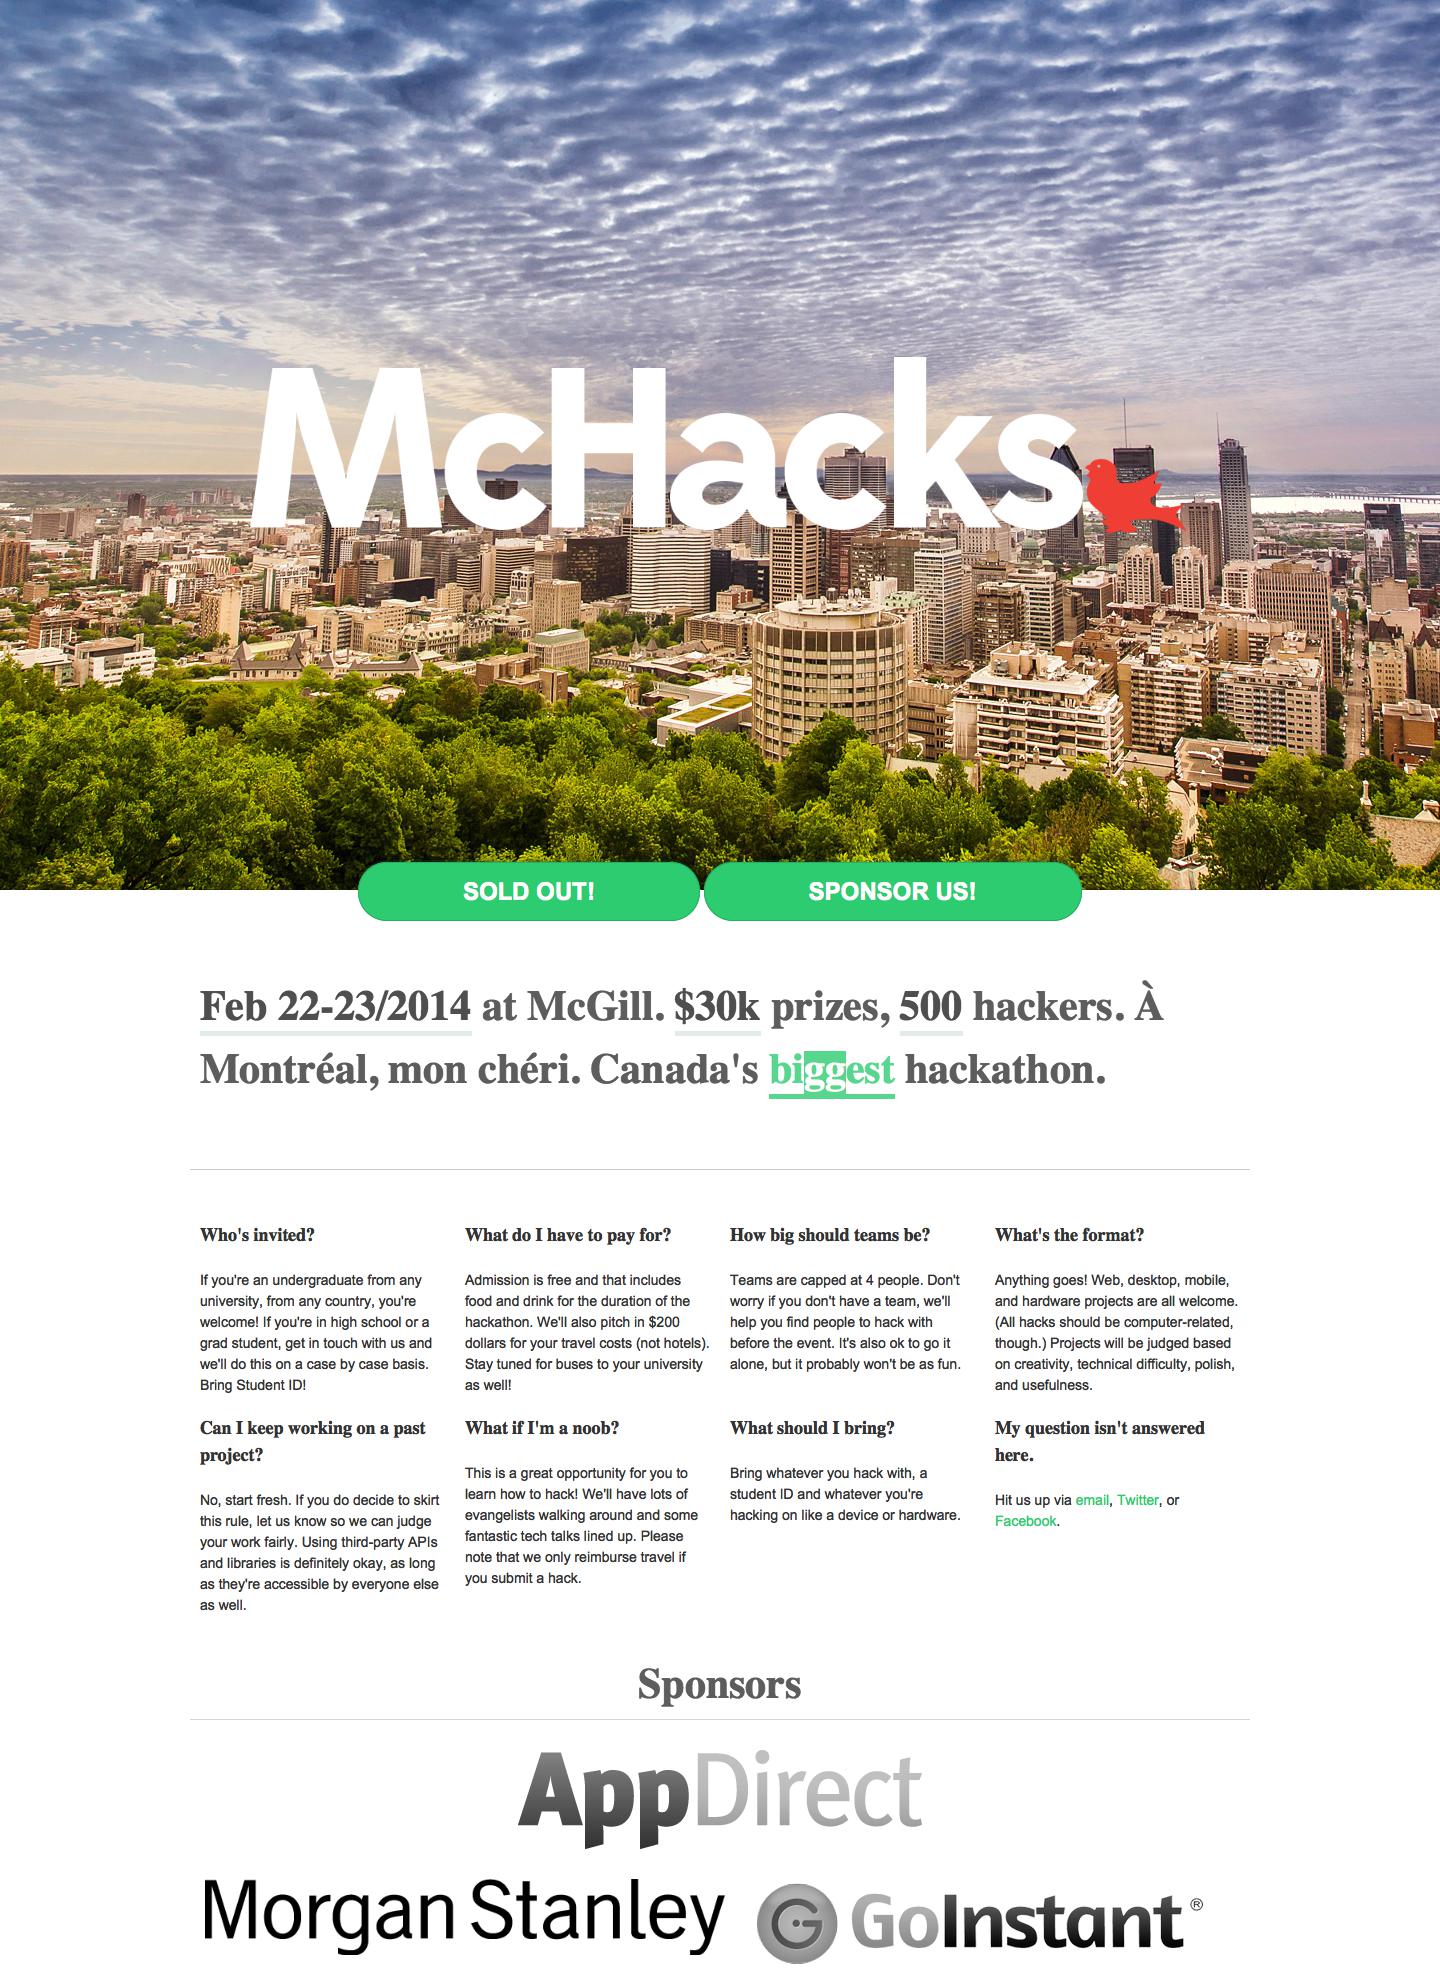 McHacks
SOLD OUT!
SPONSOR US!
Feb 22-23/2014 at McGill. $30k prizes, 500 hackers. À
Montréal, mon chéri. Canada's biggest hackathon.
Who's invited?
If you're an undergraduate from any
university, from any country, you're
welcome! If you're in high school or a
grad student, get in touch with us and
we'll do this on a case by case basis.
Bring Student ID!
What do I have to pay for?
Admission is free and that includes
food and drink for the duration of the
hackathon. We'll also pitch in $200
dollars for your travel costs (not hotels).
Stay tuned for buses to your university
as well!
How big should teams be?
Teams are capped at 4 people. Don't
worry if you don't have a team, we'll
help you find people to hack with
before the event. It's also ok to go it
alone, but it probably won't be as fun.
What's the format?
Anything goes! Web, desktop, mobile,
and hardware projects are all welcome.
(All hacks should be computer-related,
though.) Projects will be judged based
on creativity, technical difficulty, polish,
and usefulness.
Can I keep working on a past
project?
No, start fresh. If you do decide to skirt
this rule, let us know so we can judge
your work fairly. Using third-party APIs
and libraries is definitely okay, as long
as they're accessible by everyone else
as well.
What if I'm a noob?
This is a great opportunity for you to
learn how to hack! We'll have lots of
evangelists walking around and some
fantastic tech talks lined up. Please
note that we only reimburse travel if
you submit a hack.
What should I bring?
Bring whatever you hack with, a
student ID and whatever you're
hacking on like a device or hardware.
My question isn't answered
here.
Hit us up via email, Twitter, or
Facebook.
Sponsors
AppDirect
Morgan Stanley
G GoInstant®